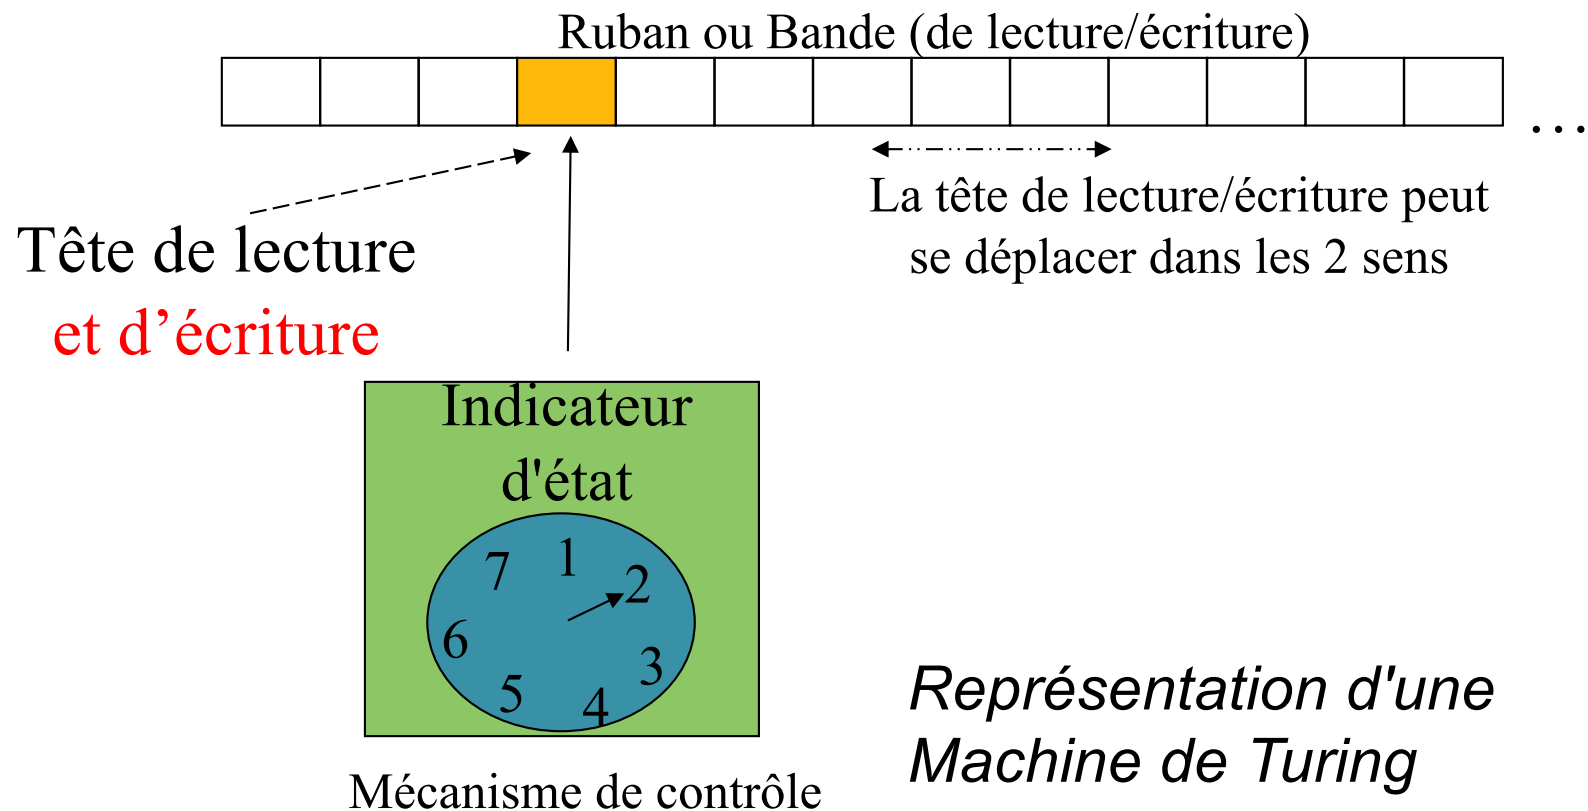 Ruban ou Bande (de lecture/écriture)
…
La tête de lecture/écriture peut
se déplacer dans les 2 sens
Tête de lecture
et d’écriture
Indicateur
d'état
1
2
3
4
5
6
7
Mécanisme de contrôle
Représentation d'une
Machine de Turing